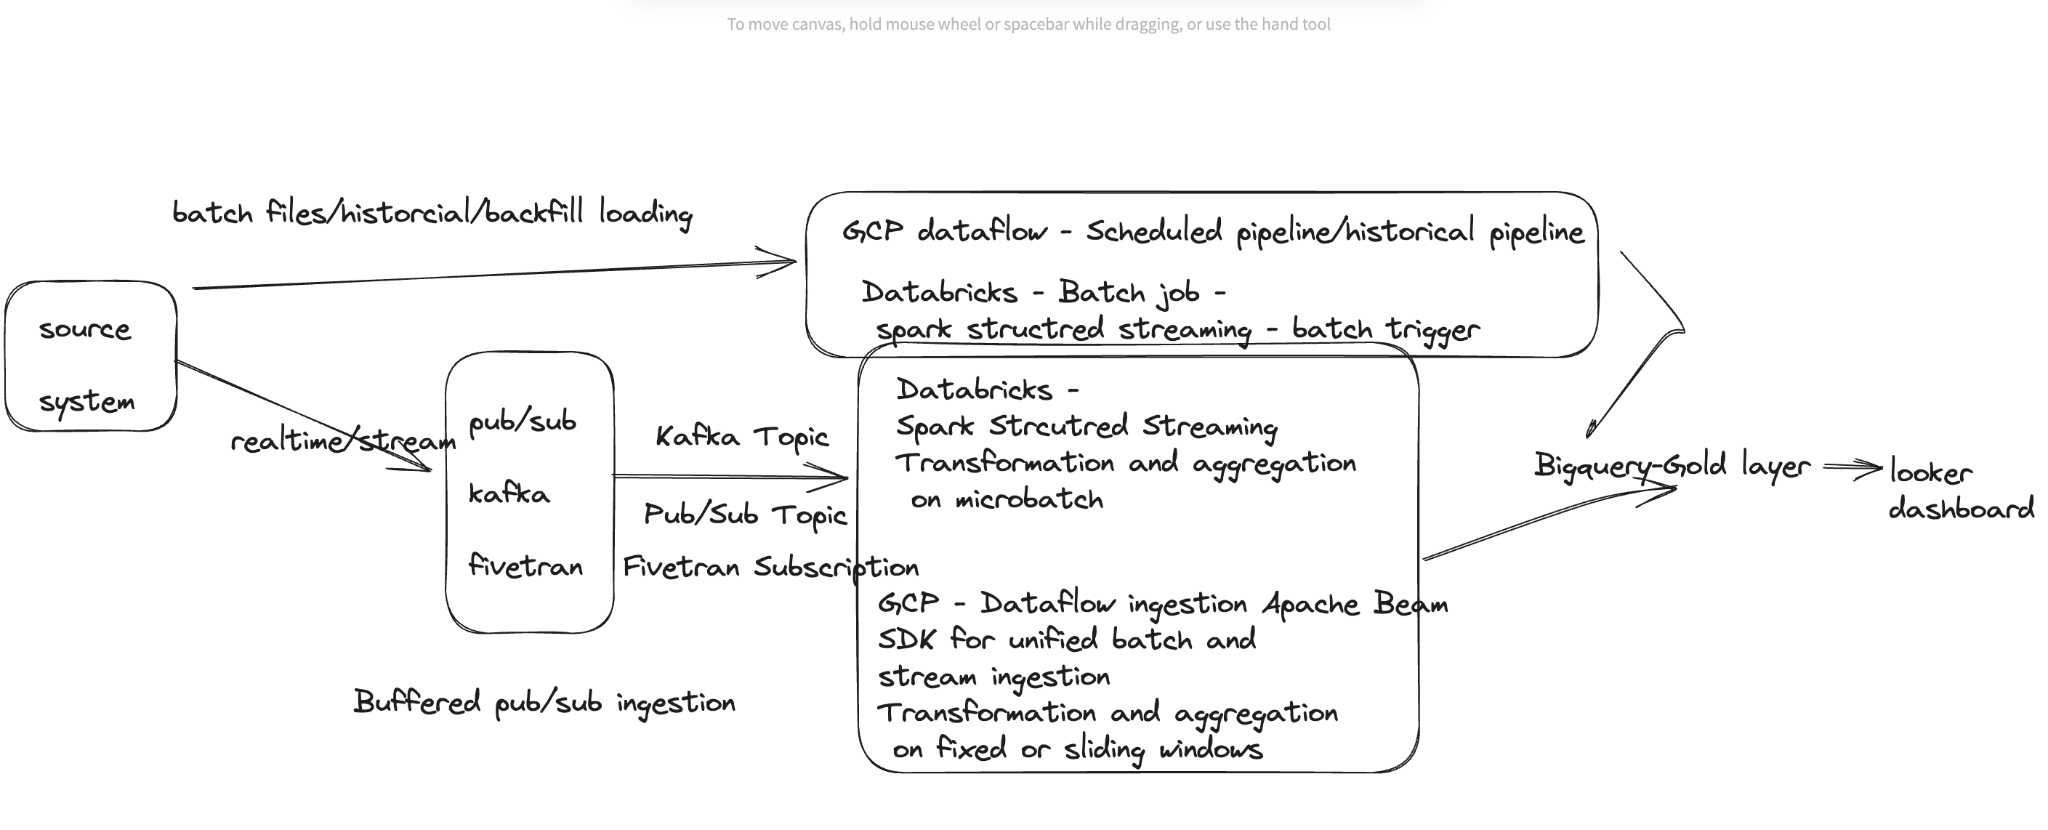 To move canvas, hold mouse wheel or spacebar while dragging, or use the hand tool
batch files/historcial/backfill loading
GCP dataflow - Scheduled pipeline/historical pipeline
Databricks - Batch job -
spark structred streaming - batch trigger
source
system
realtime/stream
pub/sub
kafka
fivetran
Kafka Topic
Pub/Sub Topic
Fivetran Subscription
Buffered pub/sub ingestion
Databricks -
Spark Strcutred Streaming
Transformation and aggregation
on microbatch
GCP - Dataflow ingestion Apache Beam
SDK for unified batch and
stream ingestion
Transformation and aggregation
on fixed or sliding windows
Bigquery-Gold layer
looker
dashboard